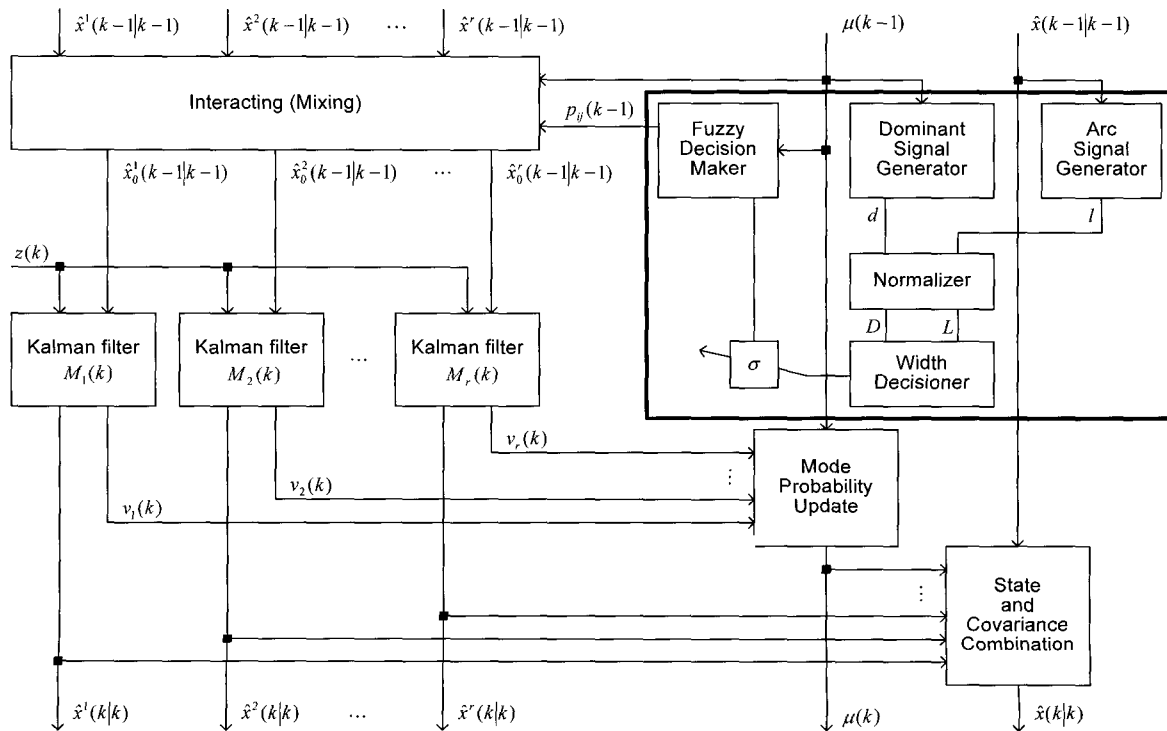 x̂¹(k−1|k−1) x̂²(k−1|k−1) ⋯ x̂ʳ(k−1|k−1) μ(k−1) x̂(k−1|k−1)
Interacting (Mixing)
p_ij(k−1)
Fuzzy
Decision
Maker
Dominant
Signal
Generator
Arc
Signal
Generator
x̂₀¹(k−1|k−1) x̂₀²(k−1|k−1) ⋯ x̂₀ʳ(k−1|k−1)
d l
z(k)
Normalizer
D L
Kalman filter
M₁(k)
Kalman filter
M₂(k)
...
Kalman filter
M_r(k)
σ
Width
Decisioner
v_r(k)
⋮
v₂(k)
v₁(k)
Mode
Probability
Update
⋮
State
and
Covariance
Combination
x̂¹(k|k) x̂²(k|k) ⋯ x̂ʳ(k|k) μ(k) x̂(k|k)